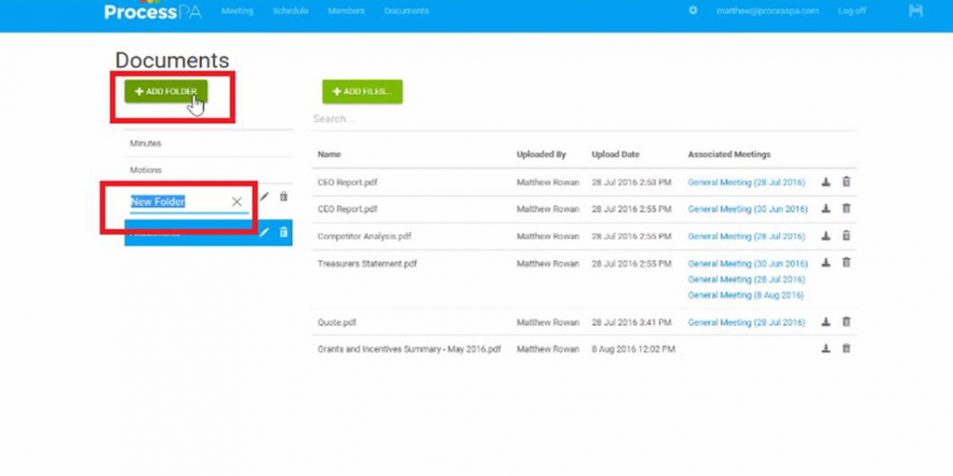 ProcessPA Meeting Schedule Members Documents matthew@processpa.com Log off
Documents
ADD FOLDER
ADD FILES...
Search...
Minutes
Motions
New Folder
Name Uploaded By Upload Date Associated Meetings
CEO Report.pdf Matthew Rowan 28 Jul 2016 2:53 PM General Meeting (28 Jul 2016)
CEO Report.pdf Matthew Rowan 28 Jul 2016 2:55 PM General Meeting (30 Jun 2016)
Competitor Analysis.pdf Matthew Rowan 28 Jul 2016 2:55 PM General Meeting (28 Jul 2016)
Treasurers Statement.pdf Matthew Rowan 28 Jul 2016 2:55 PM General Meeting (30 Jun 2016)
General Meeting (28 Jul 2016)
General Meeting (8 Aug 2016)
Quote.pdf Matthew Rowan 28 Jul 2016 3:41 PM General Meeting (28 Jul 2016)
Grants and Incentives Summary - May 2016.pdf Matthew Rowan 8 Aug 2016 12:02 PM